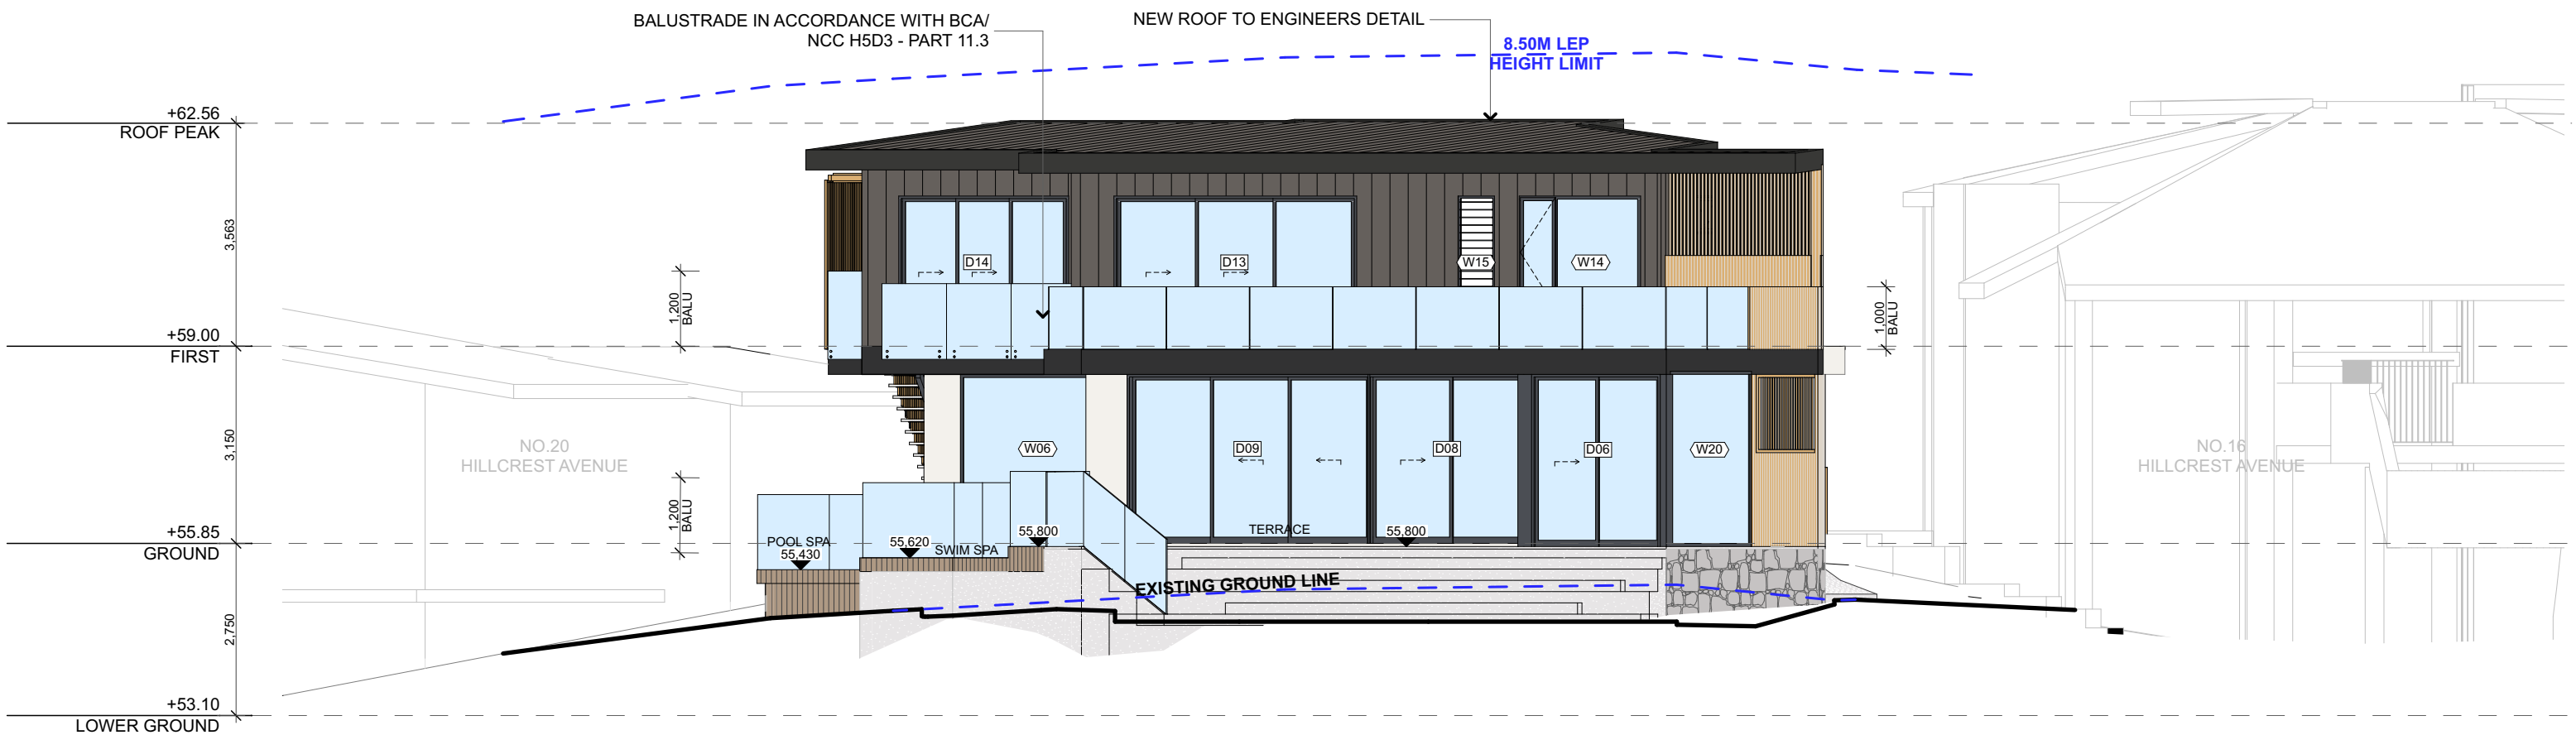 BALUSTRADE IN ACCORDANCE WITH BCA/
NCC H5D3 - PART 11.3
NEW ROOF TO ENGINEERS DETAIL
8.50M LEP
HEIGHT LIMIT
+62.56
ROOF PEAK
3,563
D14
D13
W15
W14
1,200
BALU
1,000
BALU
+59.00
FIRST
3,150
NO.20
HILLCREST AVENUE
W06
D09
D08
D06
W20
NO.16
HILLCREST AVENUE
1,200
BALU
+55.85
GROUND
POOL SPA
55,430
55,620
SWIM SPA
55,800
TERRACE
55,800
EXISTING GROUND LINE
2,750
+53.10
LOWER GROUND